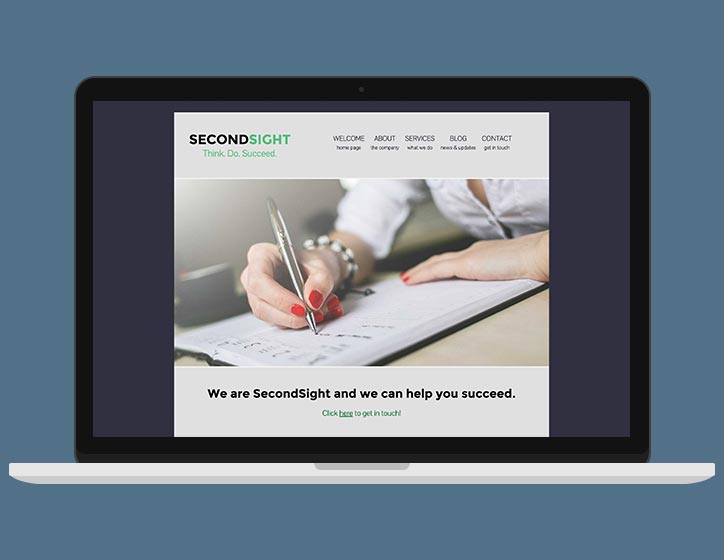 SECONDSIGHT
Think. Do. Succeed.
WELCOME ABOUT SERVICES BLOG CONTACT
home page the company what we do news & updates get in touch
We are SecondSight and we can help you succeed.
Click here to get in touch!